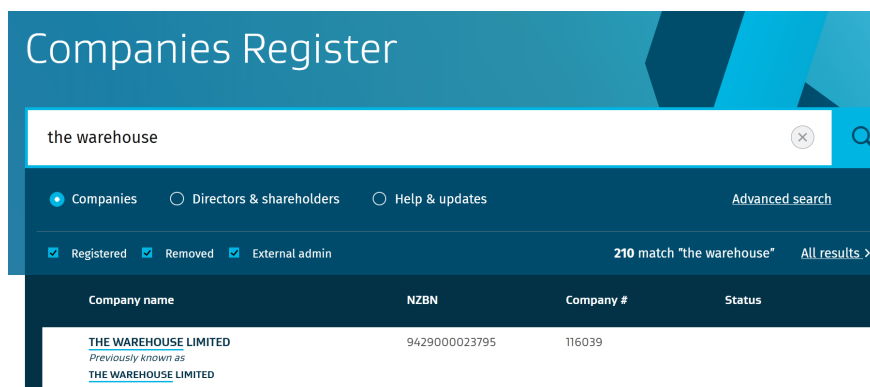 Companies Register
the warehouse
Companies Directors & shareholders Help & updates Advanced search
Registered Removed External admin 210 match "the warehouse" All results
Company name NZBN Company # Status
THE WAREHOUSE LIMITED 9429000023795 116039
Previously known as
THE WAREHOUSE LIMITED